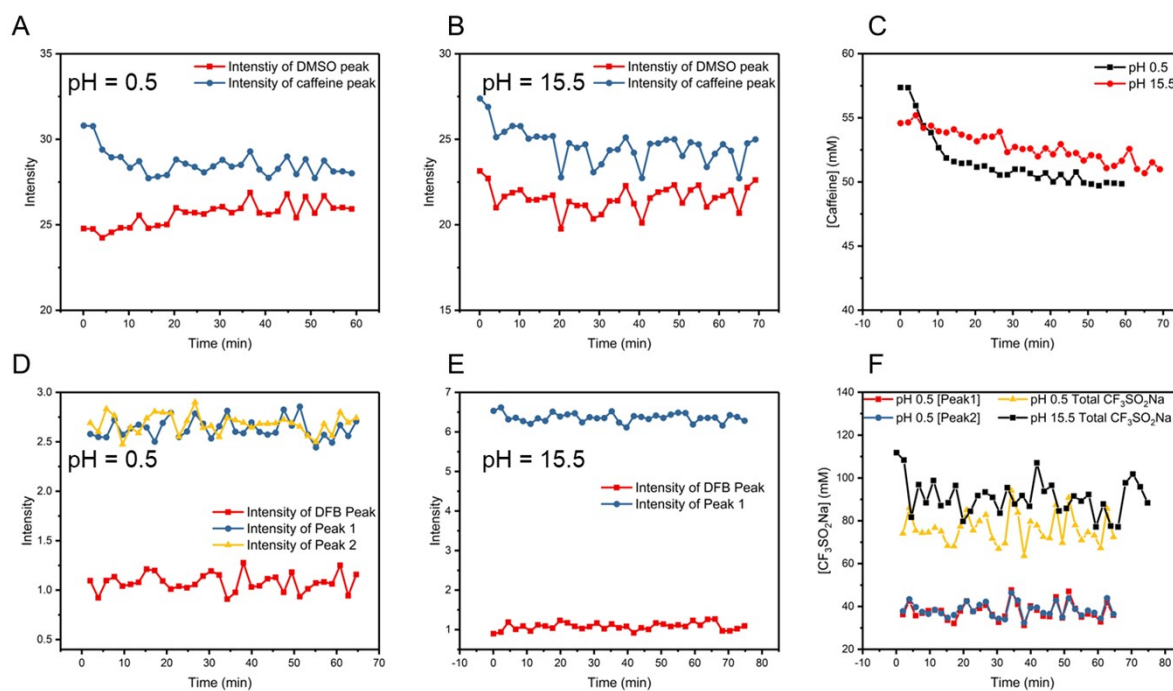 A
B
C
35
30
25
20
Intensity
pH = 0.5
Intenstiy of DMSO peak
Intensity of caffeine peak
0 10 20 30 40 50 60
Time (min)
30
25
20
15
Intensity
pH = 15.5
Intenstiy of DMSO peak
Intensity of caffeine peak
0 10 20 30 40 50 60 70
Time (min)
60
55
50
45
40
[Caffeine] (mM)
pH 0.5
pH 15.5
-10 0 10 20 30 40 50 60 70
Time (min)
D
E
F
3.0
2.5
2.0
1.5
1.0
0.5
Intensity
pH = 0.5
Intensity of DFB Peak
Intensity of Peak 1
Intensity of Peak 2
0 10 20 30 40 50 60 70
Time (min)
7
6
5
4
3
2
1
Intensity
pH = 15.5
Intensity of DFB Peak
Intensity of Peak 1
-10 0 10 20 30 40 50 60 70 80
Time (min)
140
120
100
80
60
40
20
[CF₃SO₂Na] (mM)
pH 0.5 [Peak1] pH 0.5 Total CF₃SO₂Na
pH 0.5 [Peak2] pH 15.5 Total CF₃SO₂Na
-10 0 10 20 30 40 50 60 70 80
Time (min)